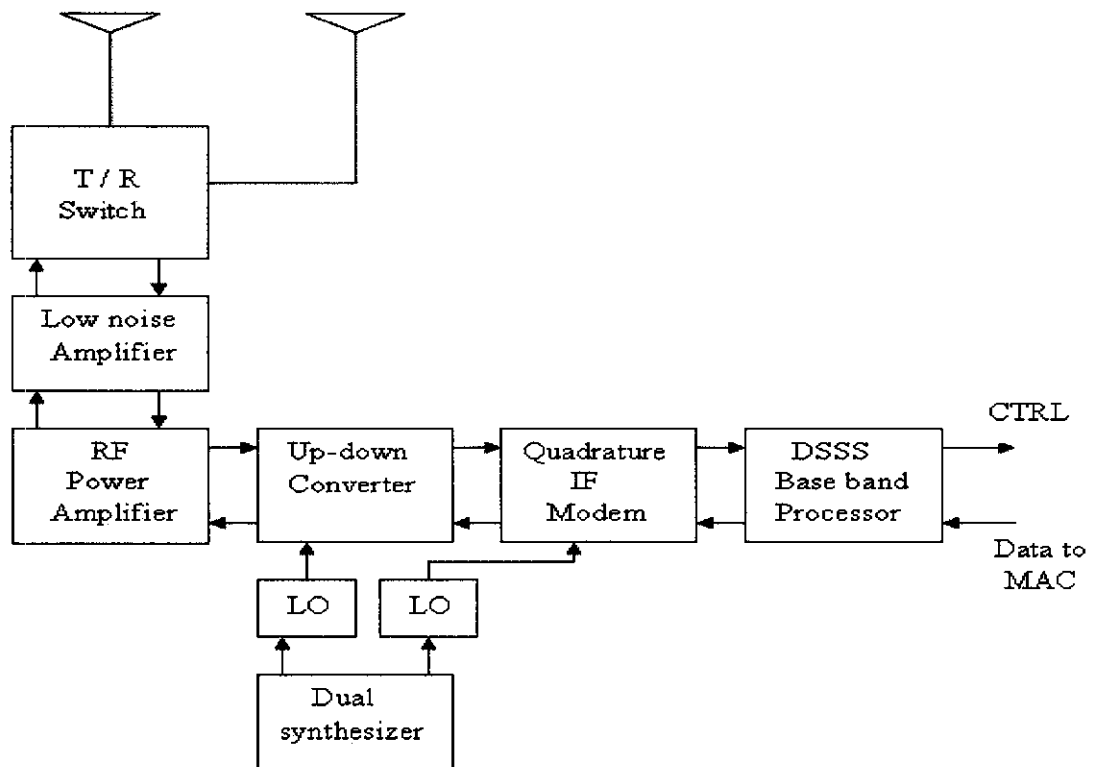 T / R
Switch
Low noise
Amplifier
RF
Power
Amplifier
Up-down
Converter
Quadrature
IF
Modem
DSSS
Base band
Processor
CTRL
Data to
MAC
LO
LO
Dual
synthesizer